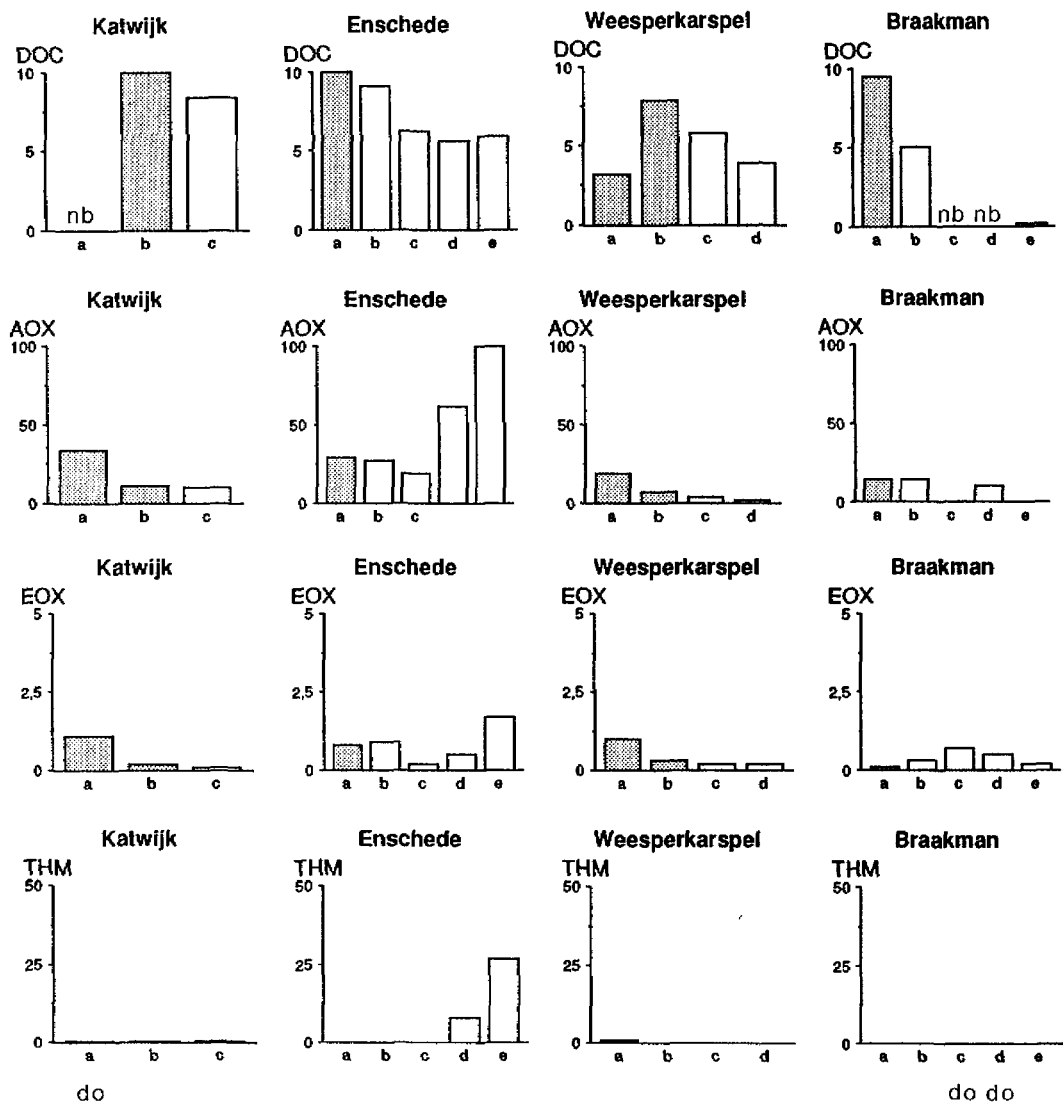 Katwijk Enschede Weesperkarspel Braakman
DOC DOC DOC DOC
10 10 10 10
5 5 5 5
nb nb nb
0 0 0 0
a b c a b c d e a b c d a b c d e
Katwijk Enschede Weesperkarspel Braakman
AOX AOX AOX AOX
100 100 100 100
50 50 50 50
0 0 0 0
a b c a b c a b c d a b c d e
Katwijk Enschede Weesperkarspel Braakman
EOX EOX EOX EOX
5 5 5 5
2,5 2,5 2,5 2,5
0 0 0 0
a b c a b c d e a b c d a b c d e
Katwijk Enschede Weesperkarspel Braakman
THM THM THM THM
50 50 50 50
25 25 25 25
0 0 0 0
a b c a b c d e a b c d a b c d e
do do do